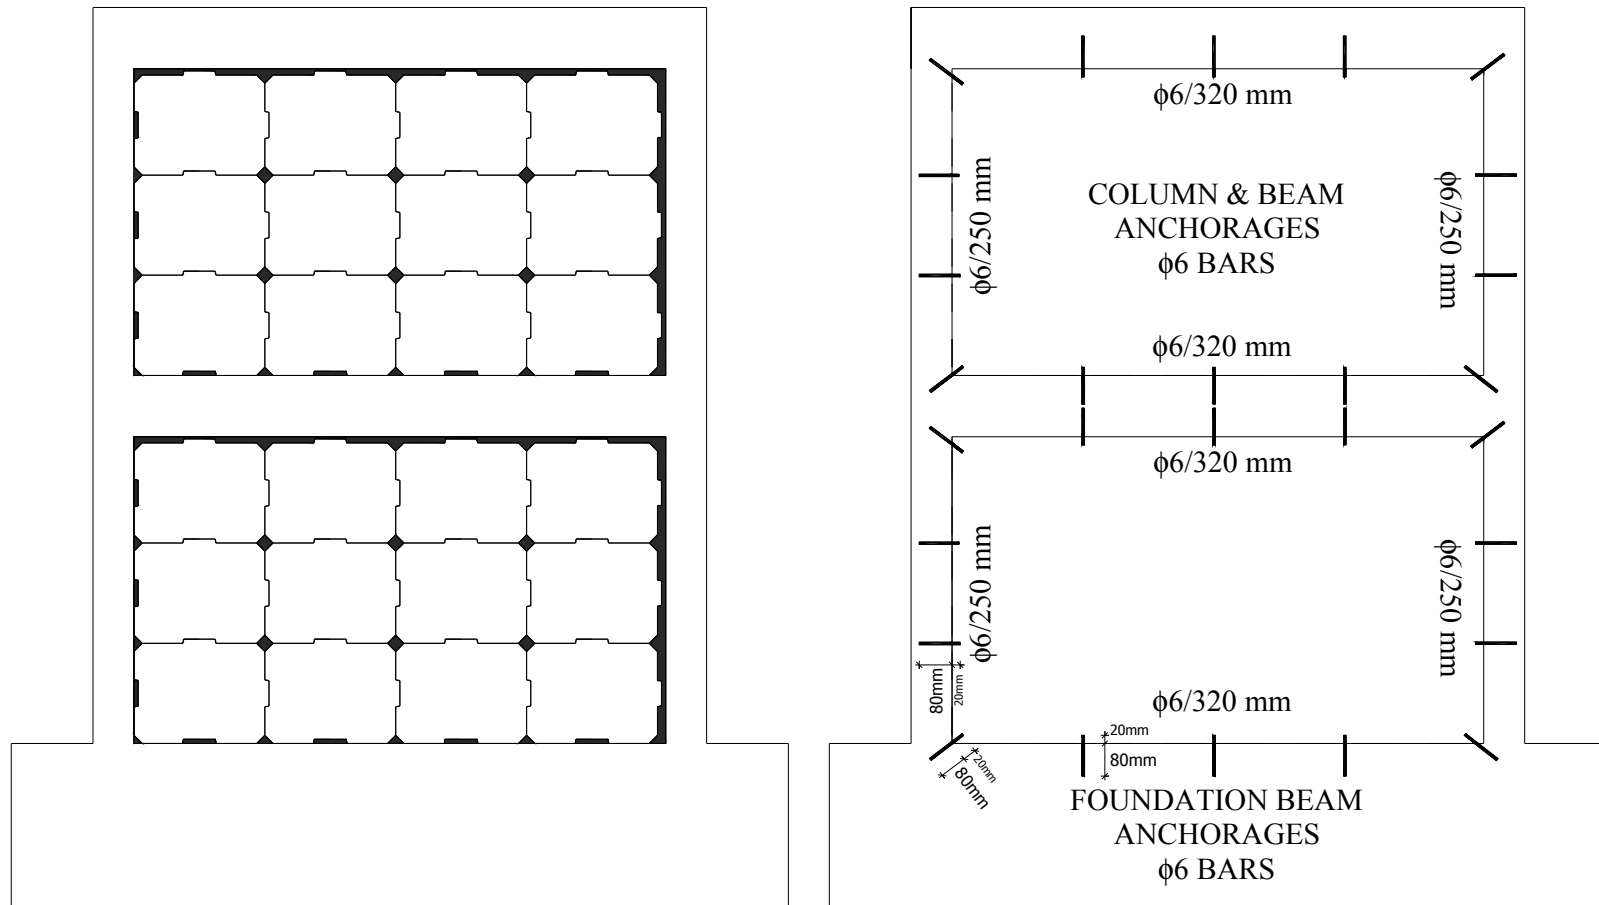 ϕ6/320 mm
ϕ6/250 mm
COLUMN & BEAM
ANCHORAGES
ϕ6 BARS
ϕ6/250 mm
ϕ6/320 mm
ϕ6/320 mm
ϕ6/250 mm
ϕ6/250 mm
80mm
20mm
ϕ6/320 mm
20mm
80mm
20mm
80mm
FOUNDATION BEAM
ANCHORAGES
ϕ6 BARS